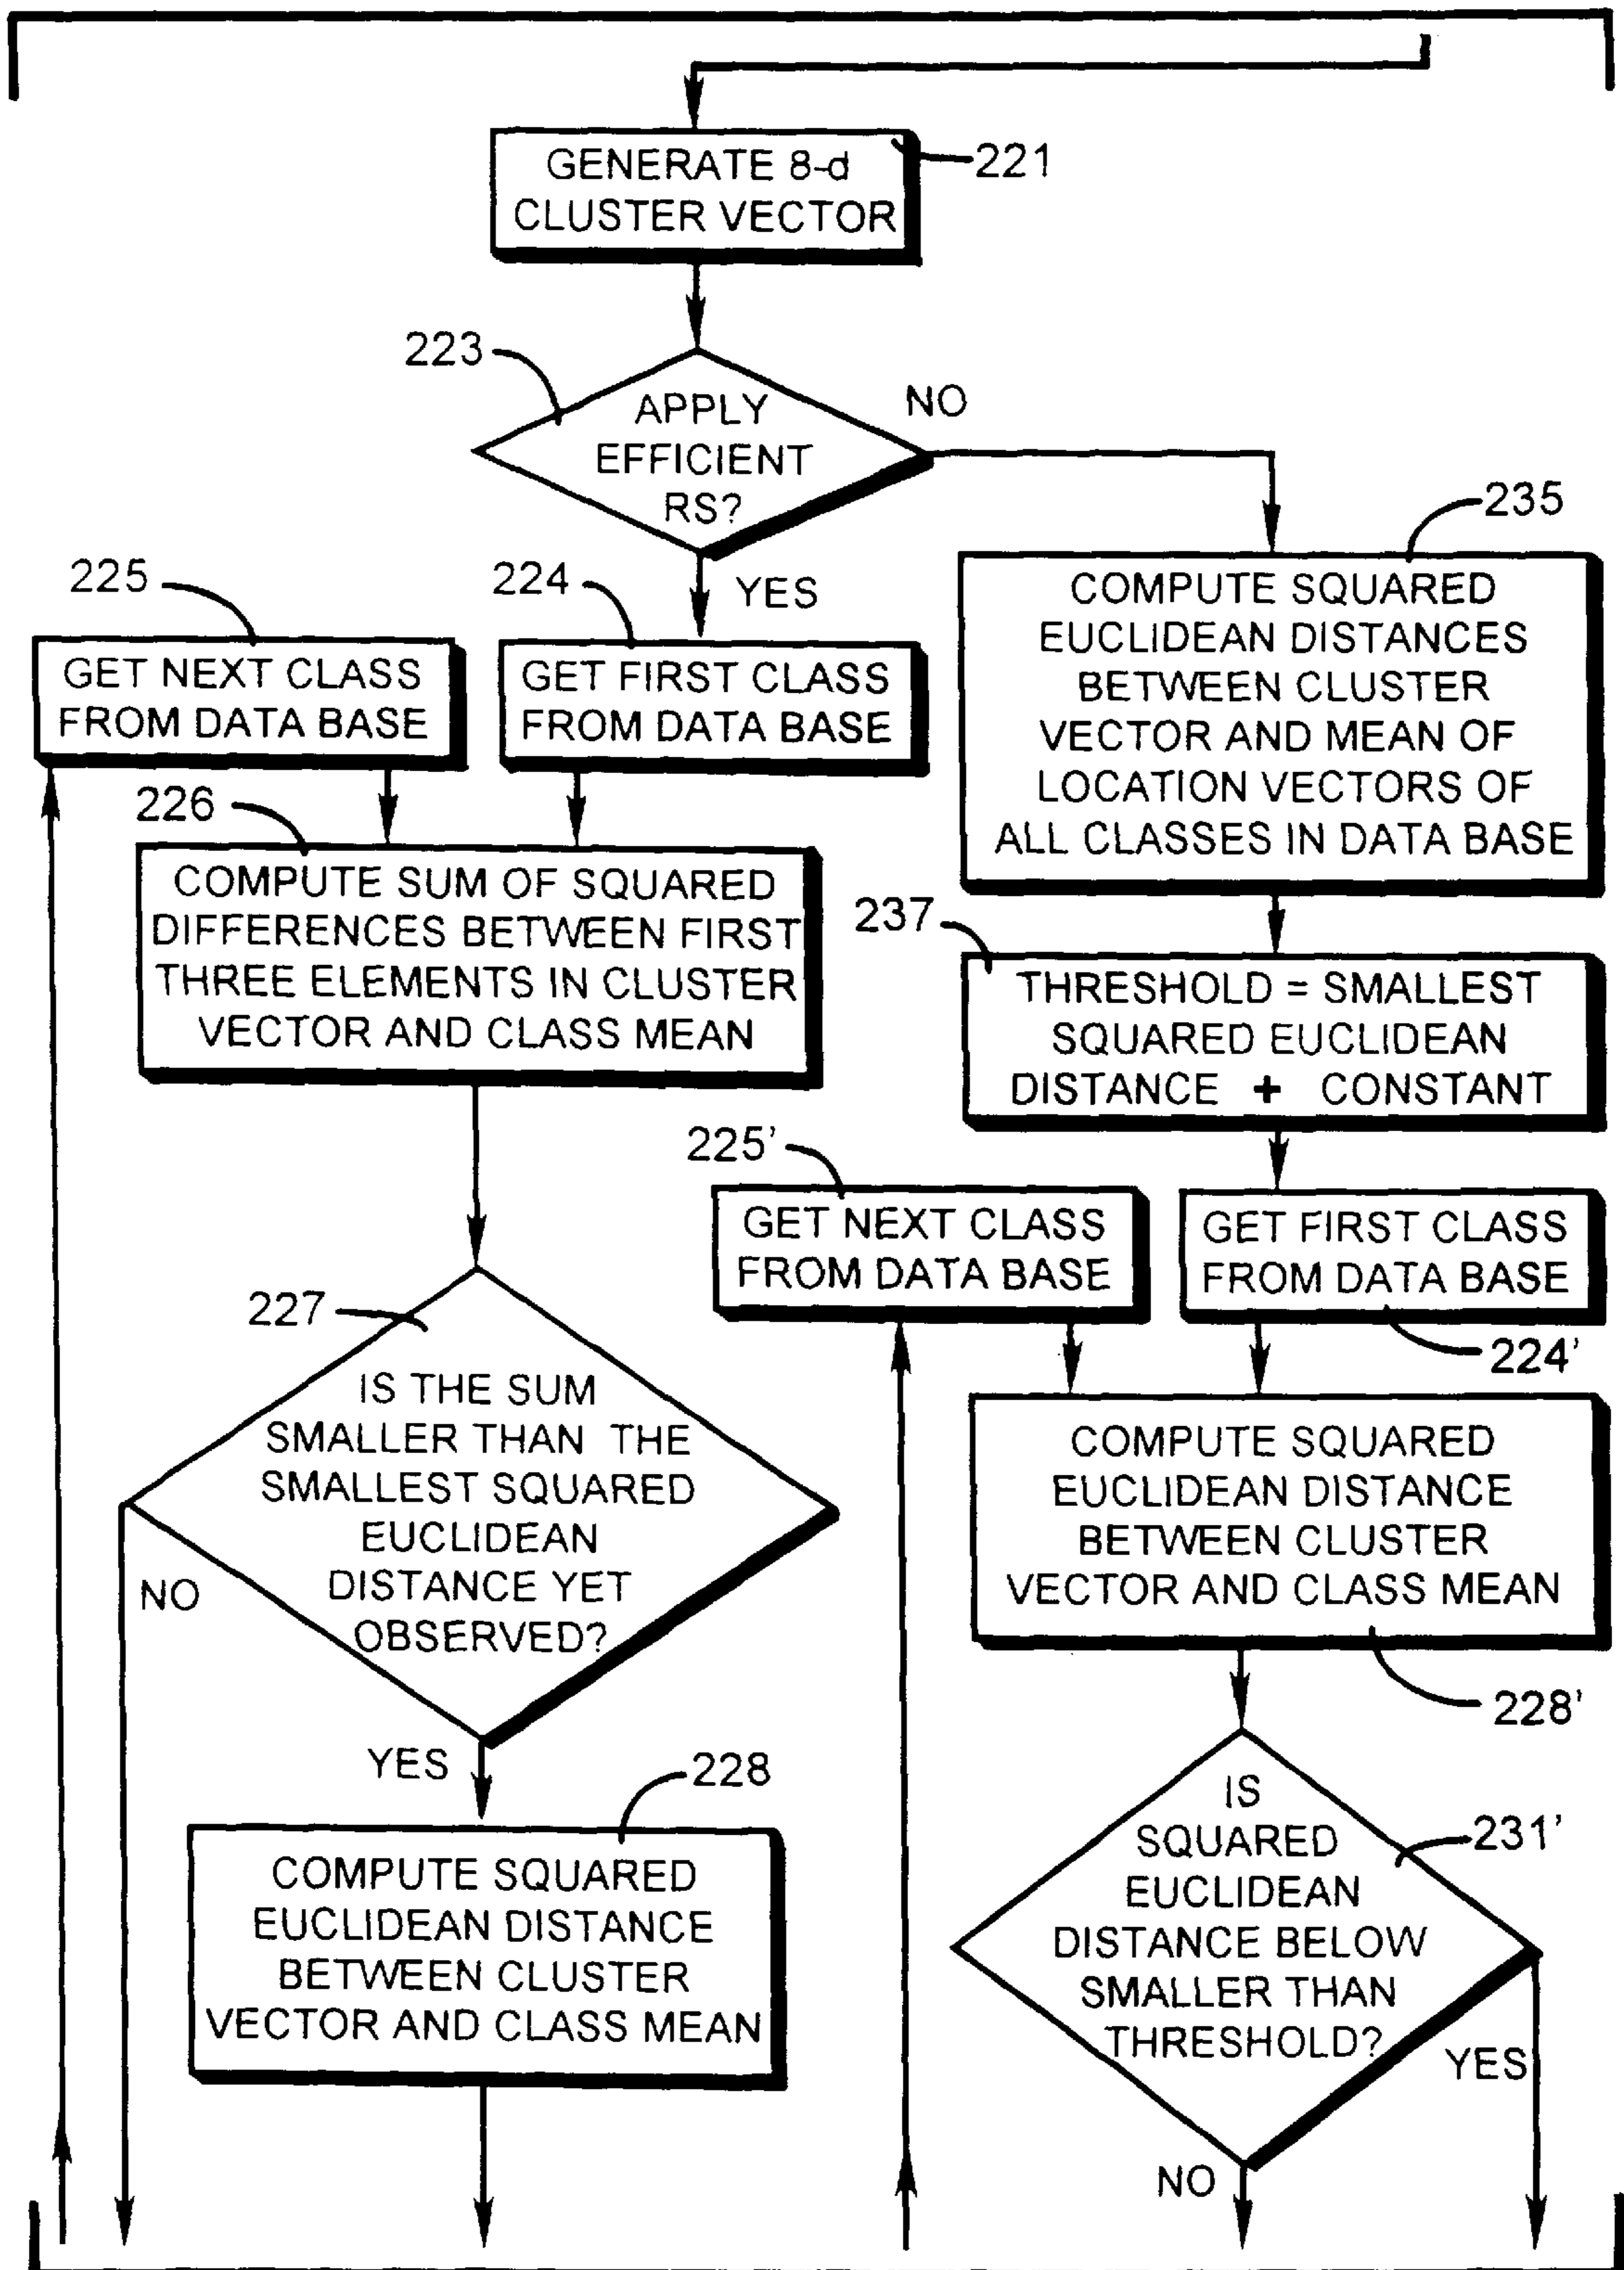 GENERATE 8-d
CLUSTER VECTOR
221
223
APPLY
EFFICIENT
RS?
NO
YES
225
GET NEXT CLASS
FROM DATA BASE
224
GET FIRST CLASS
FROM DATA BASE
235
COMPUTE SQUARED
EUCLIDEAN DISTANCES
BETWEEN CLUSTER
VECTOR AND MEAN OF
LOCATION VECTORS OF
ALL CLASSES IN DATA BASE
226
COMPUTE SUM OF SQUARED
DIFFERENCES BETWEEN FIRST
THREE ELEMENTS IN CLUSTER
VECTOR AND CLASS MEAN
237
THRESHOLD = SMALLEST
SQUARED EUCLIDEAN
DISTANCE + CONSTANT
225'
GET NEXT CLASS
FROM DATA BASE
GET FIRST CLASS
FROM DATA BASE
224'
227
IS THE SUM
SMALLER THAN THE
SMALLEST SQUARED
EUCLIDEAN
DISTANCE YET
OBSERVED?
NO
YES
COMPUTE SQUARED
EUCLIDEAN DISTANCE
BETWEEN CLUSTER
VECTOR AND CLASS MEAN
228'
228
COMPUTE SQUARED
EUCLIDEAN DISTANCE
BETWEEN CLUSTER
VECTOR AND CLASS MEAN
231'
IS
SQUARED
EUCLIDEAN
DISTANCE BELOW
SMALLER THAN
THRESHOLD?
YES
NO